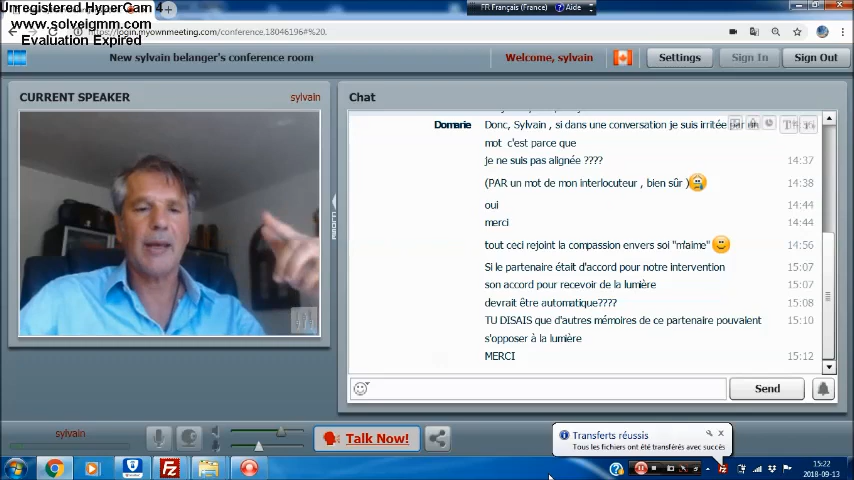 Unregistered HyperCam 4
www.solveigmm.com
Evaluation Expired
FR Français (France)
Aide
https://login.myownmeeting.com/conference.18046196#%20.
New sylvain belanger's conference room
Welcome, sylvain
Settings
Sign In
Sign Out
CURRENT SPEAKER
sylvain
Chat
Domarie
Donc, Sylvain , si dans une conversation je suis irritée par un
mot c'est parce que
je ne suis pas alignée ????
14:37
(PAR un mot de mon interlocuteur , bien sûr )
14:38
oui
14:44
merci
14:44
tout ceci rejoint la compassion envers soi "m'aime"
14:56
Si le partenaire était d'accord pour notre intervention
15:07
son accord pour recevoir de la lumière
15:07
devrait être automatique????
15:08
TU DISAIS que d'autres mémoires de ce partenaire pouvaient
15:10
s'opposer à la lumière
MERCI
15:12
Send
sylvain
Talk Now!
Transferts réussis
Tous les fichiers ont été transférés avec succès
15:22
2018-09-13